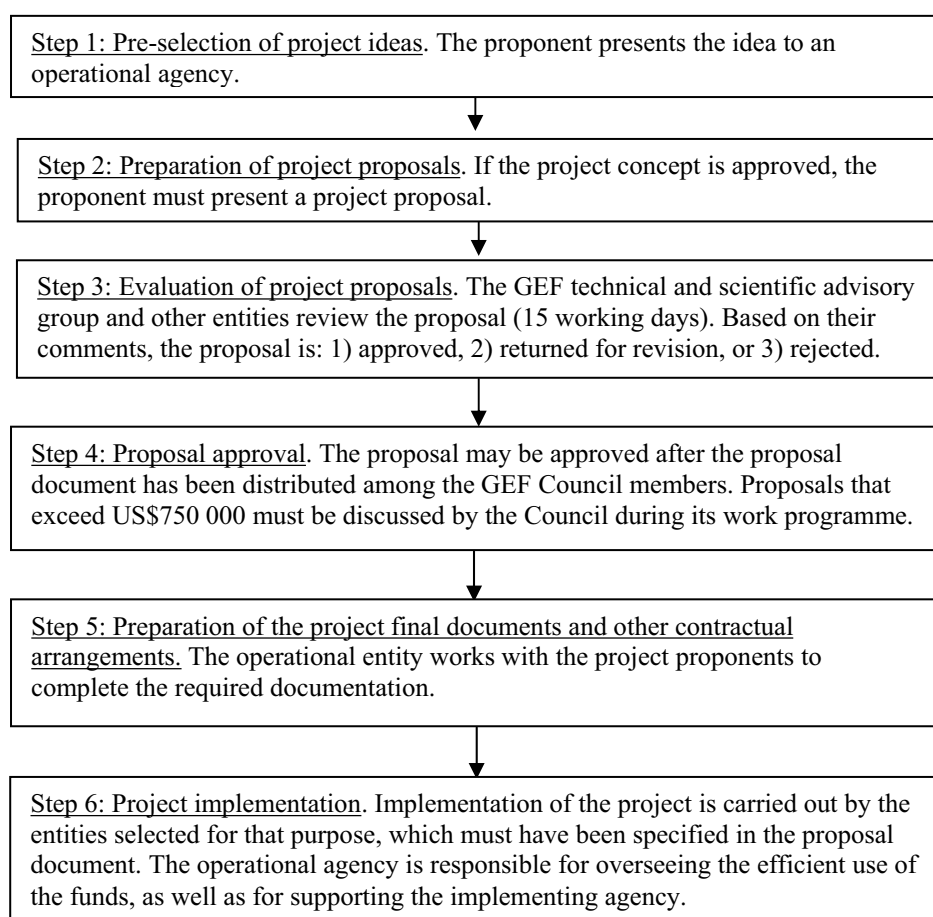 Step 1: Pre-selection of project ideas. The proponent presents the idea to an
operational agency.
Step 2: Preparation of project proposals. If the project concept is approved, the
proponent must present a project proposal.
Step 3: Evaluation of project proposals. The GEF technical and scientific advisory
group and other entities review the proposal (15 working days). Based on their
comments, the proposal is: 1) approved, 2) returned for revision, or 3) rejected.
Step 4: Proposal approval. The proposal may be approved after the proposal
document has been distributed among the GEF Council members. Proposals that
exceed US$750 000 must be discussed by the Council during its work programme.
Step 5: Preparation of the project final documents and other contractual
arrangements. The operational entity works with the project proponents to
complete the required documentation.
Step 6: Project implementation. Implementation of the project is carried out by the
entities selected for that purpose, which must have been specified in the proposal
document. The operational agency is responsible for overseeing the efficient use of
the funds, as well as for supporting the implementing agency.